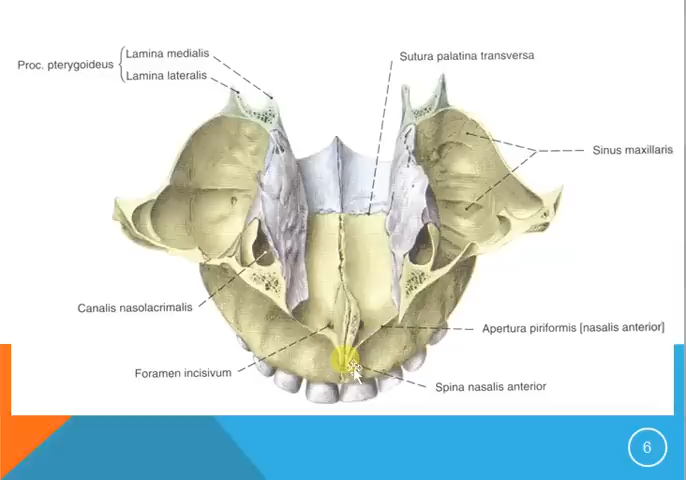 Proc. pterygoideus
Lamina medialis
Lamina lateralis
Sutura palatina transversa
Sinus maxillaris
Canalis nasolacrimalis
Apertura piriformis [nasalis anterior]
Foramen incisivum
Spina nasalis anterior
6